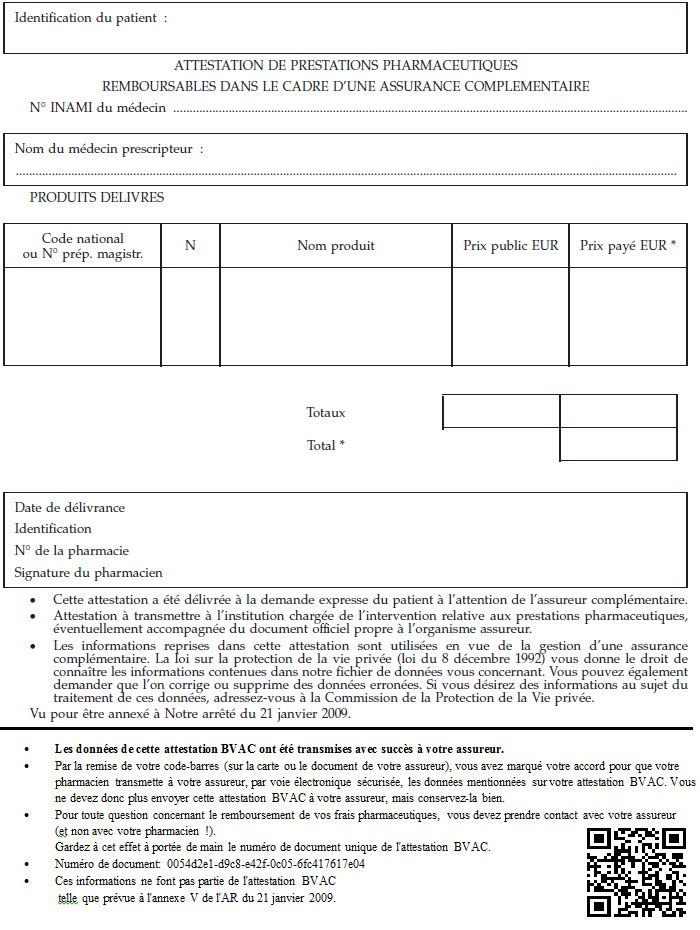 Identification du patient :
ATTESTATION DE PRESTATIONS PHARMACEUTIQUES
REMBOURSABLES DANS LE CADRE D'UNE ASSURANCE COMPLEMENTAIRE
N° INAMI du médecin ..........................................................................................................................................................
Nom du médecin prescripteur :
..........................................................................................................................................................
PRODUITS DELIVRES
Code national
ou N° prép. magistr.
N
Nom produit
Prix public EUR
Prix payé EUR *
Totaux
Total *
Date de délivrance
Identification
N° de la pharmacie
Signature du pharmacien
• Cette attestation a été délivrée à la demande expresse du patient à l'attention de l'assureur complémentaire.
• Attestation à transmettre à l'institution chargée de l'intervention relative aux prestations pharmaceutiques,
éventuellement accompagnée du document officiel propre à l'organisme assureur.
• Les informations reprises dans cette attestation sont utilisées en vue de la gestion d'une assurance
complémentaire. La loi sur la protection de la vie privée (loi du 8 décembre 1992) vous donne le droit de
connaître les informations contenues dans notre fichier de données vous concernant. Vous pouvez également
demander que l'on corrige ou supprime des données erronées. Si vous désirez des informations au sujet du
traitement de ces données, adressez-vous à la Commission de la Protection de la Vie privée.
Vu pour être annexé à Notre arrêté du 21 janvier 2009.
• Les données de cette attestation BVAC ont été transmises avec succès à votre assureur.
• Par la remise de votre code-barres (sur la carte ou le document de votre assureur), vous avez marqué votre accord pour que votre
pharmacien transmette à votre assureur, par voie électronique sécurisée, les données mentionnées sur votre attestation BVAC. Vous
ne devez donc plus envoyer cette attestation BVAC à votre assureur, mais conservez-la bien.
• Pour toute question concernant le remboursement de vos frais pharmaceutiques, vous devez prendre contact avec votre assureur
(et non avec votre pharmacien !).
Gardez à cet effet à portée de main le numéro de document unique de l'attestation BVAC.
• Numéro de document: 0054d2e1-d9c8-e42f-0c05-6fc417617e04
• Ces informations ne font pas partie de l'attestation BVAC
telle que prévue à l'annexe V de l'AR du 21 janvier 2009.